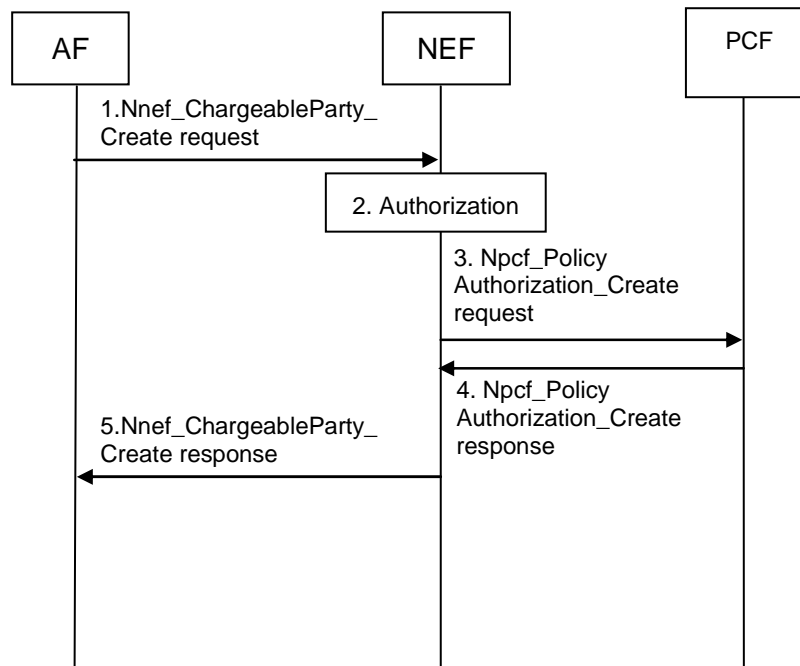 AF
NEF
PCF
1.Nnef_ChargeableParty_
Create request
2. Authorization
3. Npcf_Policy
Authorization_Create
request
4. Npcf_Policy
Authorization_Create
response
5.Nnef_ChargeableParty_
Create response